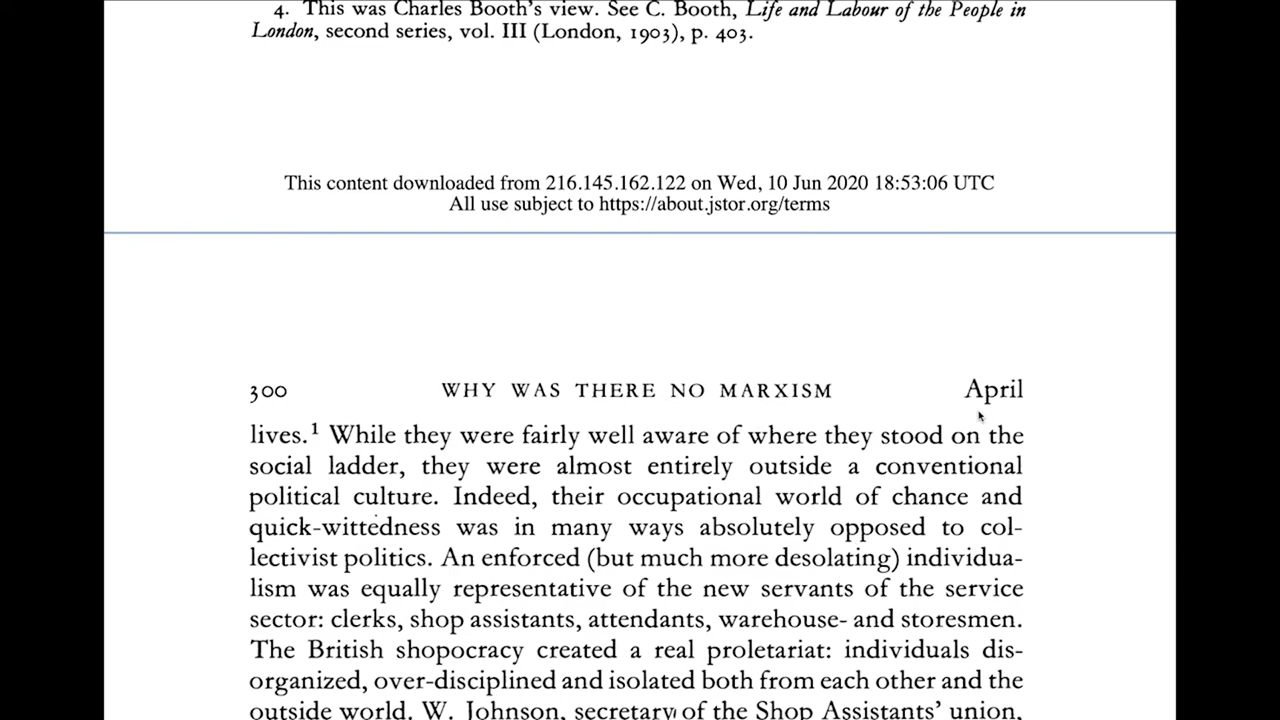 4. This was Charles Booth's view. See C. Booth, Life and Labour of the People in
London, second series, vol. III (London, 1903), p. 403.
This content downloaded from 216.145.162.122 on Wed, 10 Jun 2020 18:53:06 UTC
All use subject to https://about.jstor.org/terms
300 WHY WAS THERE NO MARXISM April
lives.¹ While they were fairly well aware of where they stood on the
social ladder, they were almost entirely outside a conventional
political culture. Indeed, their occupational world of chance and
quick-wittedness was in many ways absolutely opposed to col-
lectivist politics. An enforced (but much more desolating) individua-
lism was equally representative of the new servants of the service
sector: clerks, shop assistants, attendants, warehouse- and storesmen.
The British shopocracy created a real proletariat: individuals dis-
organized, over-disciplined and isolated both from each other and the
outside world. W. Johnson, secretary of the Shop Assistants' union,